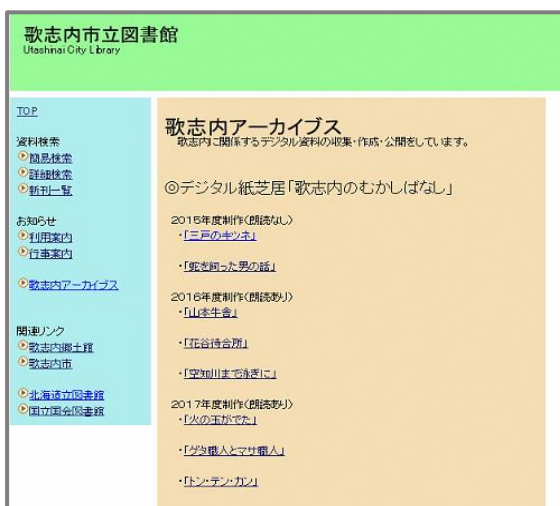 歌志内市立図書館
Utashinai City Library
TOP
資料検索
簡易検索
詳細検索
新刊一覧
お知らせ
利用案内
行事案内
歌志内アーカイブス
関連リンク
歌志内郷土館
歌志内市
北海道立図書館
国立国会図書館
歌志内アーカイブス
歌志内に関係するデジタル資料の収集・作成・公開をしています。
◎デジタル紙芝居「歌志内のむかしばなし」
2015年度制作(朗読なし)
・「三戸のキツネ」
・「蛇を飼った男の話」
2016年度制作(朗読あり)
・「山本牛舎」
・「花谷待合所」
・「空知川まで泳ぎに」
2017年度制作(朗読あり)
・「火の玉がでた」
・「グタ職人とマサ職人」
・「トン・テン・カン」